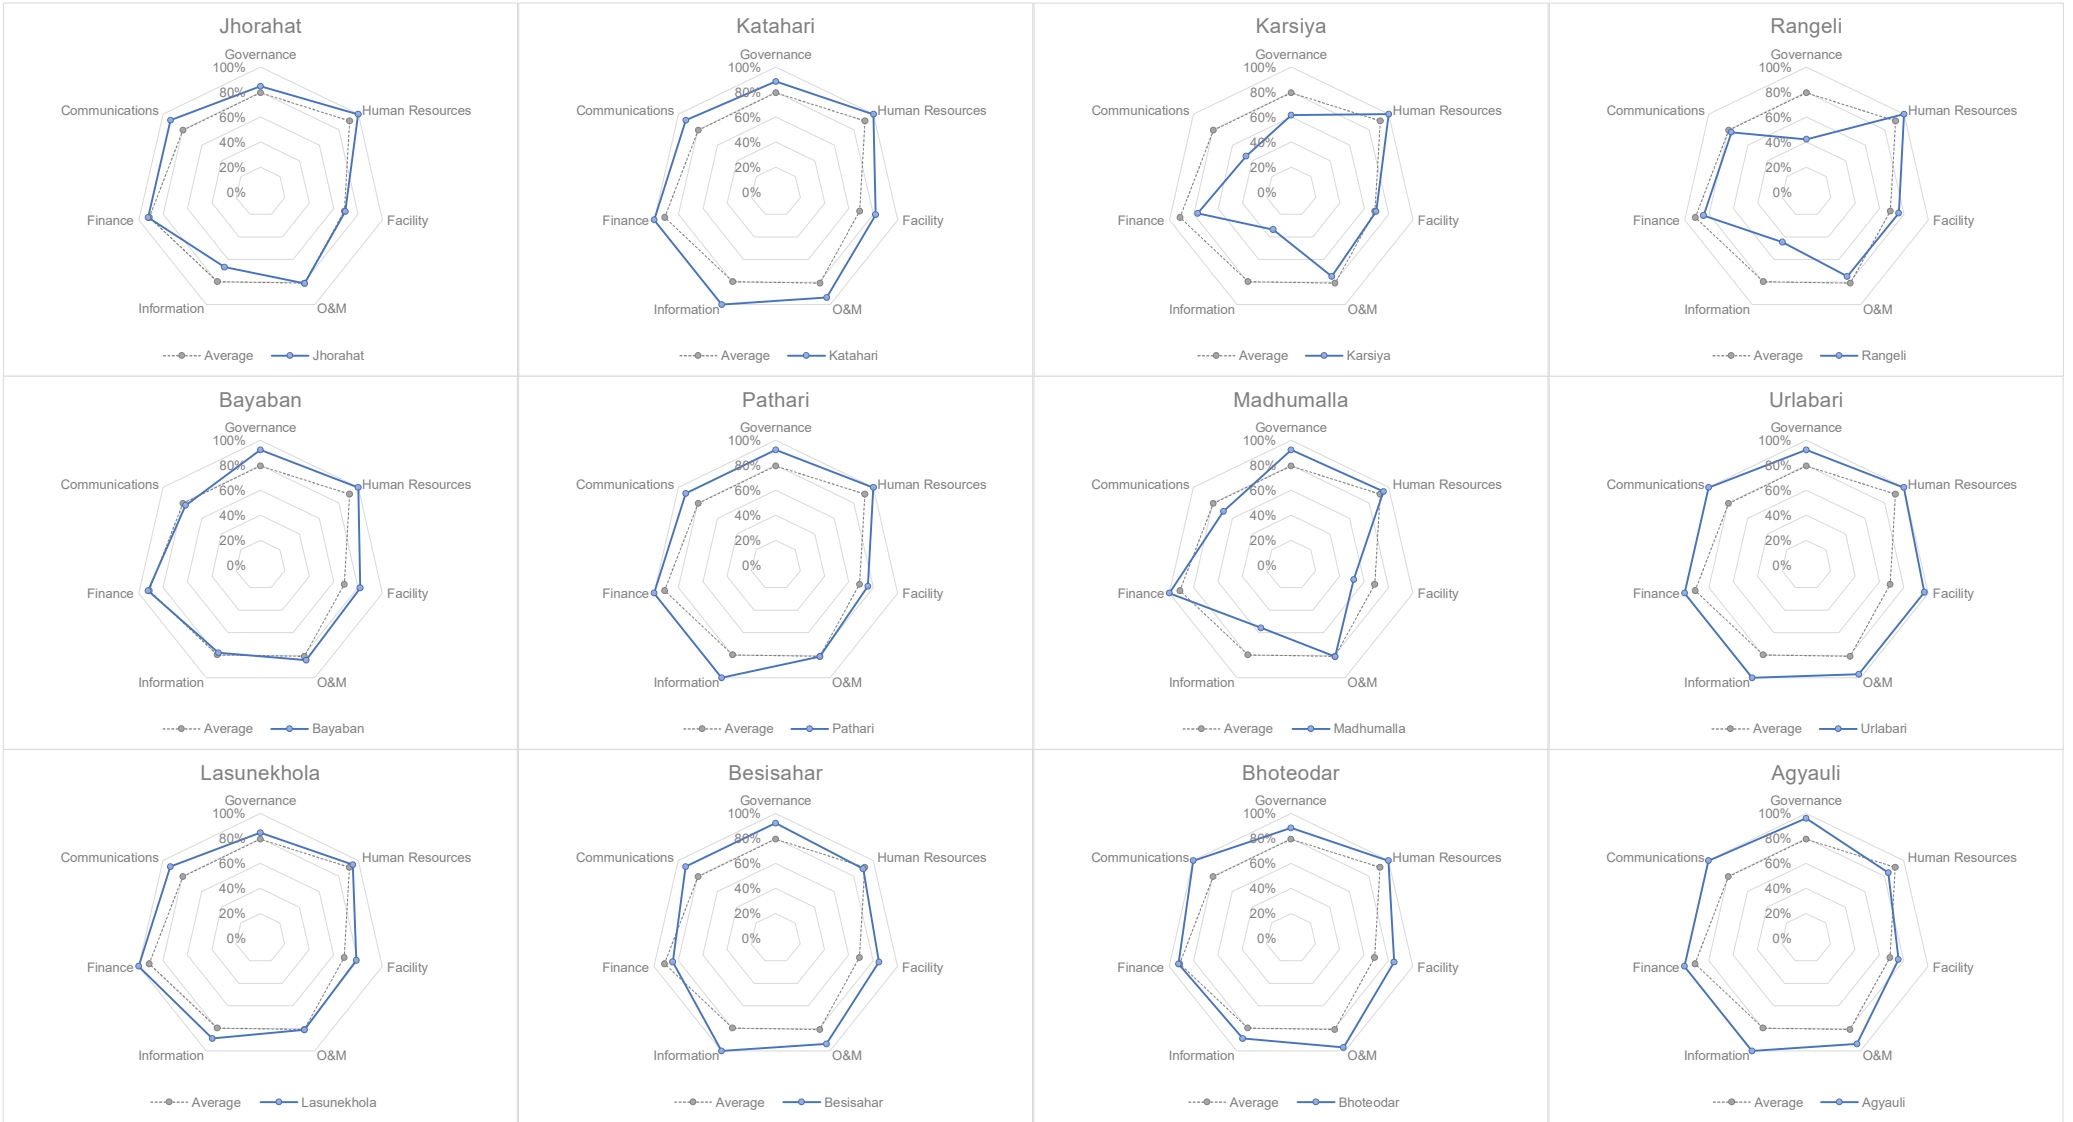 Jhorahat
Governance
100%
80%
60%
40%
20%
0%
Human Resources
Facility
O&M
Information
Finance
Communications
Average
Jhorahat
Katahari
Governance
100%
80%
60%
40%
20%
0%
Human Resources
Facility
O&M
Information
Finance
Communications
Average
Katahari
Karsiya
Governance
100%
80%
60%
40%
20%
0%
Human Resources
Facility
O&M
Information
Finance
Communications
Average
Karsiya
Rangeli
Governance
100%
80%
60%
40%
20%
0%
Human Resources
Facility
O&M
Information
Finance
Communications
Average
Rangeli
Bayaban
Governance
100%
80%
60%
40%
20%
0%
Human Resources
Facility
O&M
Information
Finance
Communications
Average
Bayaban
Pathari
Governance
100%
80%
60%
40%
20%
0%
Human Resources
Facility
O&M
Information
Finance
Communications
Average
Pathari
Madhumalla
Governance
100%
80%
60%
40%
20%
0%
Human Resources
Facility
O&M
Information
Finance
Communications
Average
Madhumalla
Urlabari
Governance
100%
80%
60%
40%
20%
0%
Human Resources
Facility
O&M
Information
Finance
Communications
Average
Urlabari
Lasunekhola
Governance
100%
80%
60%
40%
20%
0%
Human Resources
Facility
O&M
Information
Finance
Communications
Average
Lasunekhola
Besisahar
Governance
100%
80%
60%
40%
20%
0%
Human Resources
Facility
O&M
Information
Finance
Communications
Average
Besisahar
Bhoteodar
Governance
100%
80%
60%
40%
20%
0%
Human Resources
Facility
O&M
Information
Finance
Communications
Average
Bhoteodar
Agyauli
Governance
100%
80%
60%
40%
20%
0%
Human Resources
Facility
O&M
Information
Finance
Communications
Average
Agyauli